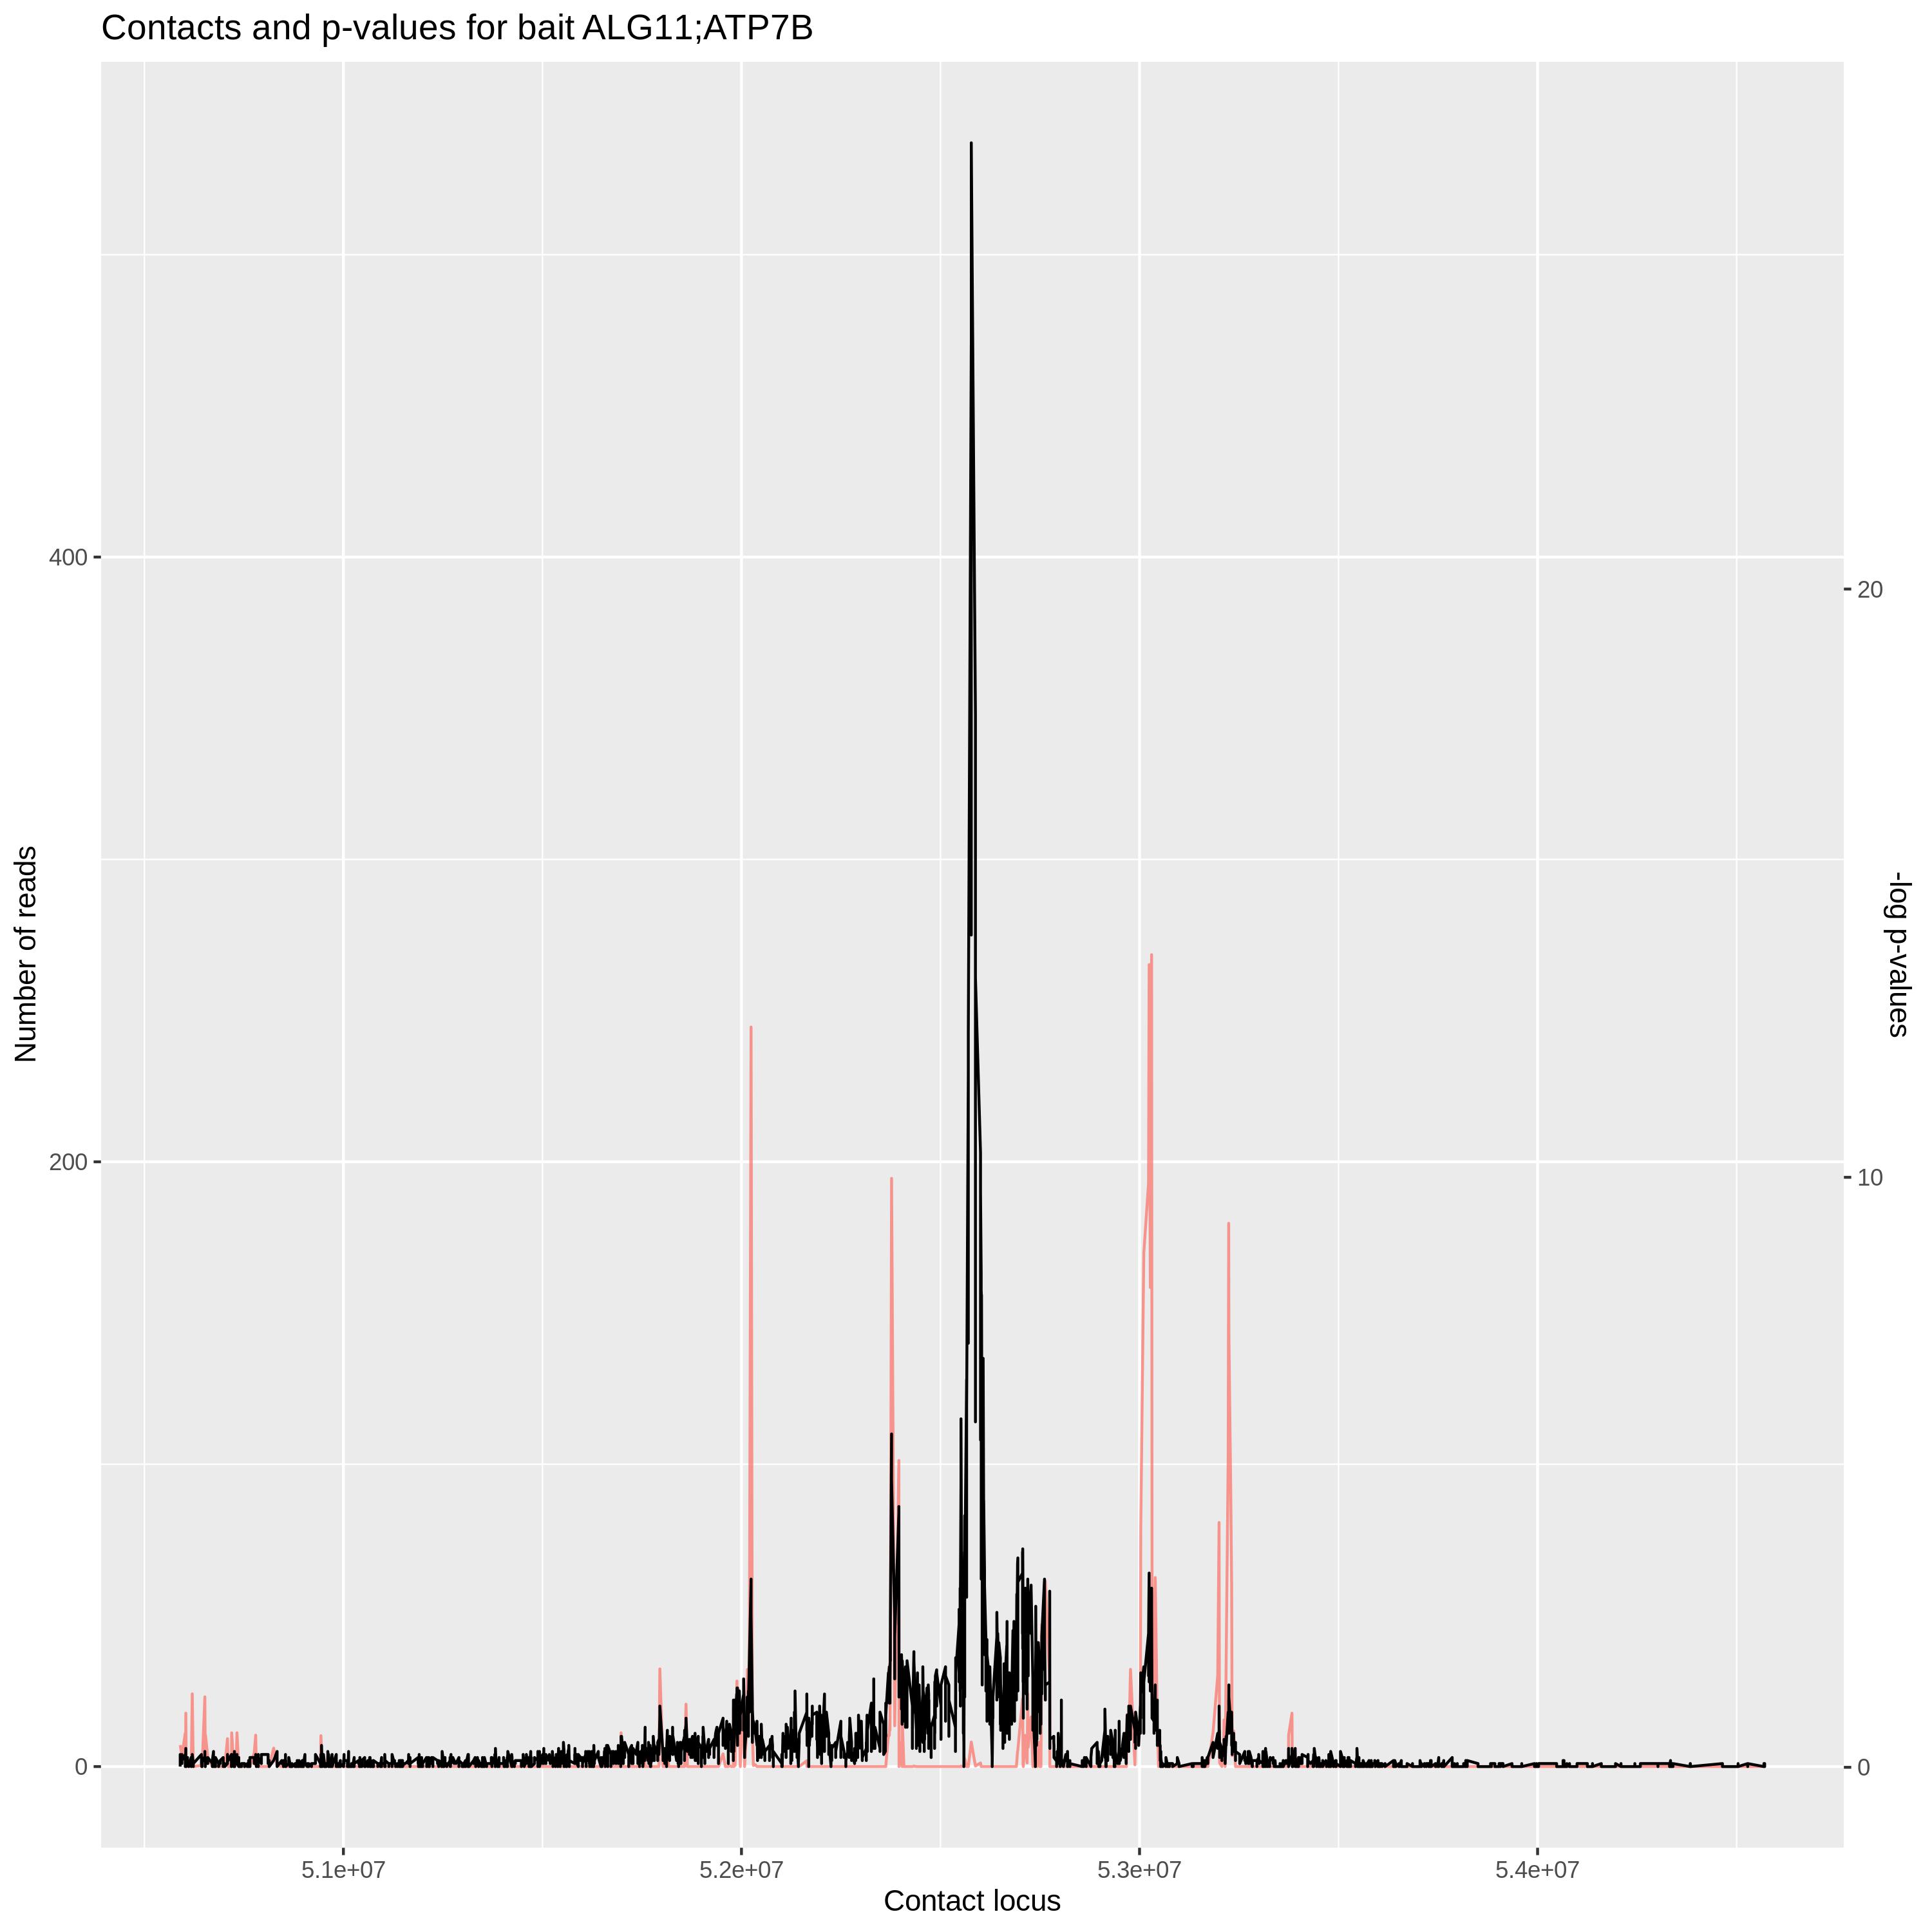 Contacts and p-values for bait ALG11;ATP7B
Number of reads
400
200
0
20
10
0
-log p-values
5.1e+07
5.2e+07
5.3e+07
5.4e+07
Contact locus